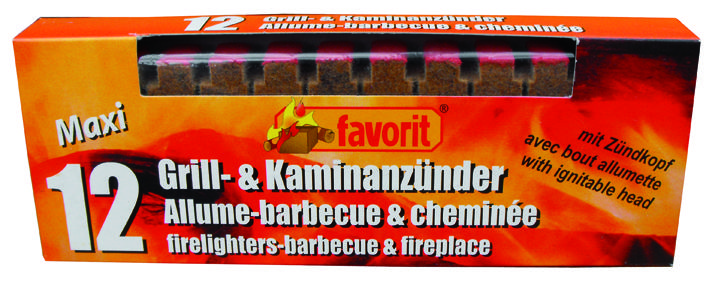 12 Grill- & Kaminanzünder
Allume-barbecue & cheminée
favorit®
Maxi
12
Grill- & Kaminanzünder
Allume-barbecue & cheminée
firelighters-barbecue & fireplace
mit Zündkopf
avec bout allumette
with ignitable head